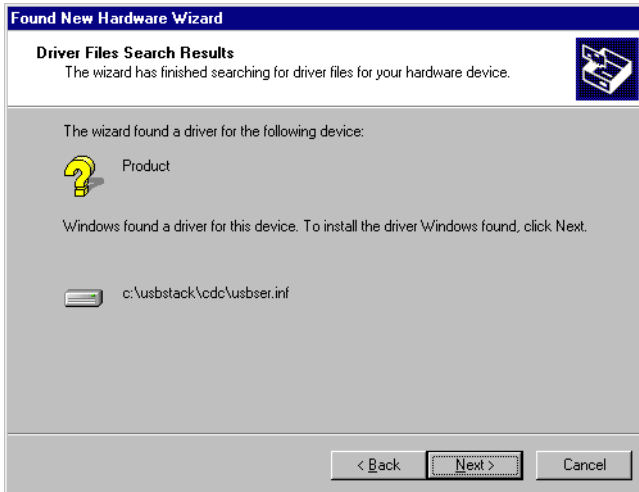 Found New Hardware Wizard
Driver Files Search Results
The wizard has finished searching for driver files for your hardware device.
The wizard found a driver for the following device:
Product
Windows found a driver for this device. To install the driver Windows found, click Next.
c:\usbstack\cdc\usbser.inf
< Back Next > Cancel